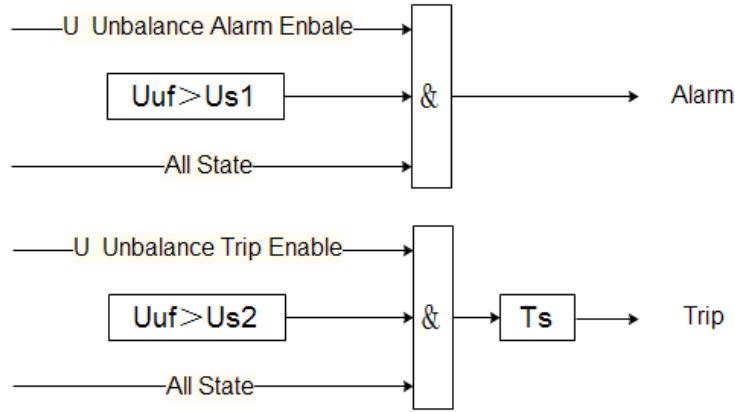 U Unbalance Alarm Enbale
Uuf＞Us1
&
Alarm
All State
U Unbalance Trip Enable
Uuf＞Us2
&
Ts
Trip
All State